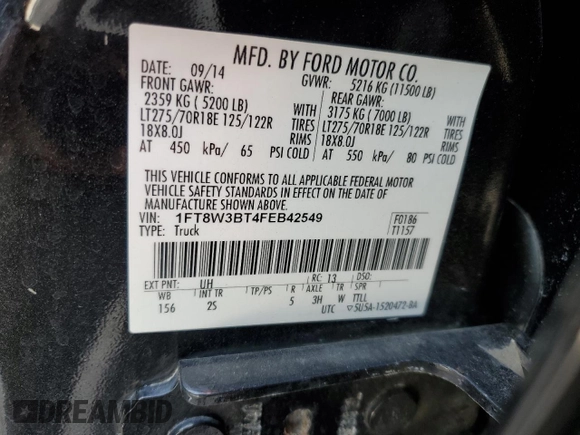 MFD. BY FORD MOTOR CO.
DATE: 09/14 GVWR: 5216 KG (11500 LB)
FRONT GAWR: REAR GAWR:
2359 KG ( 5200 LB) 3175 KG ( 7000 LB)
LT275/70R18E 125/122R TIRES LT275/70R18E 125/122R TIRES
18X8.0J RIMS 18X8.0J RIMS
AT 450 kPa/ 65 PSI COLD AT 550 kPa/ 80 PSI COLD
THIS VEHICLE CONFORMS TO ALL APPLICABLE FEDERAL MOTOR
VEHICLE SAFETY STANDARDS IN EFFECT ON THE DATE OF
MANUFACTURE SHOWN ABOVE.
VIN: 1FT8W3BT4FEB42549 F0186
TYPE: Truck T1157
EXT PNT: UH RC: 13 DSO:
WB INT TR TP/PS R AXLE TR SPR
156 2S 5 3H W TTLL
UTC ▽5U5A-1520472-BA
DREAMBID